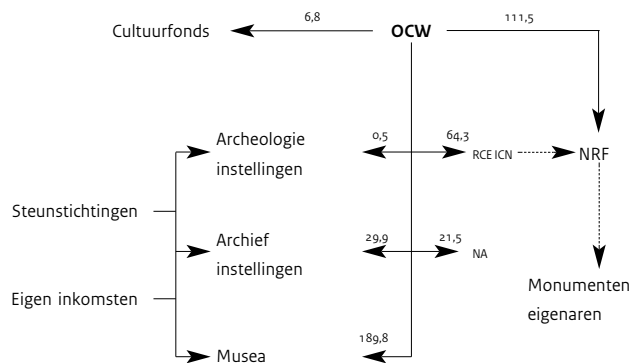 Cultuurfonds 6,8 OCW 111,5
Archeologie instellingen 0,5 64,3 RCE ICN NRF
Steunstichtingen
Archief instellingen 29,9 21,5 NA
Monumenten eigenaren
Eigen inkomsten
Musea 189,8